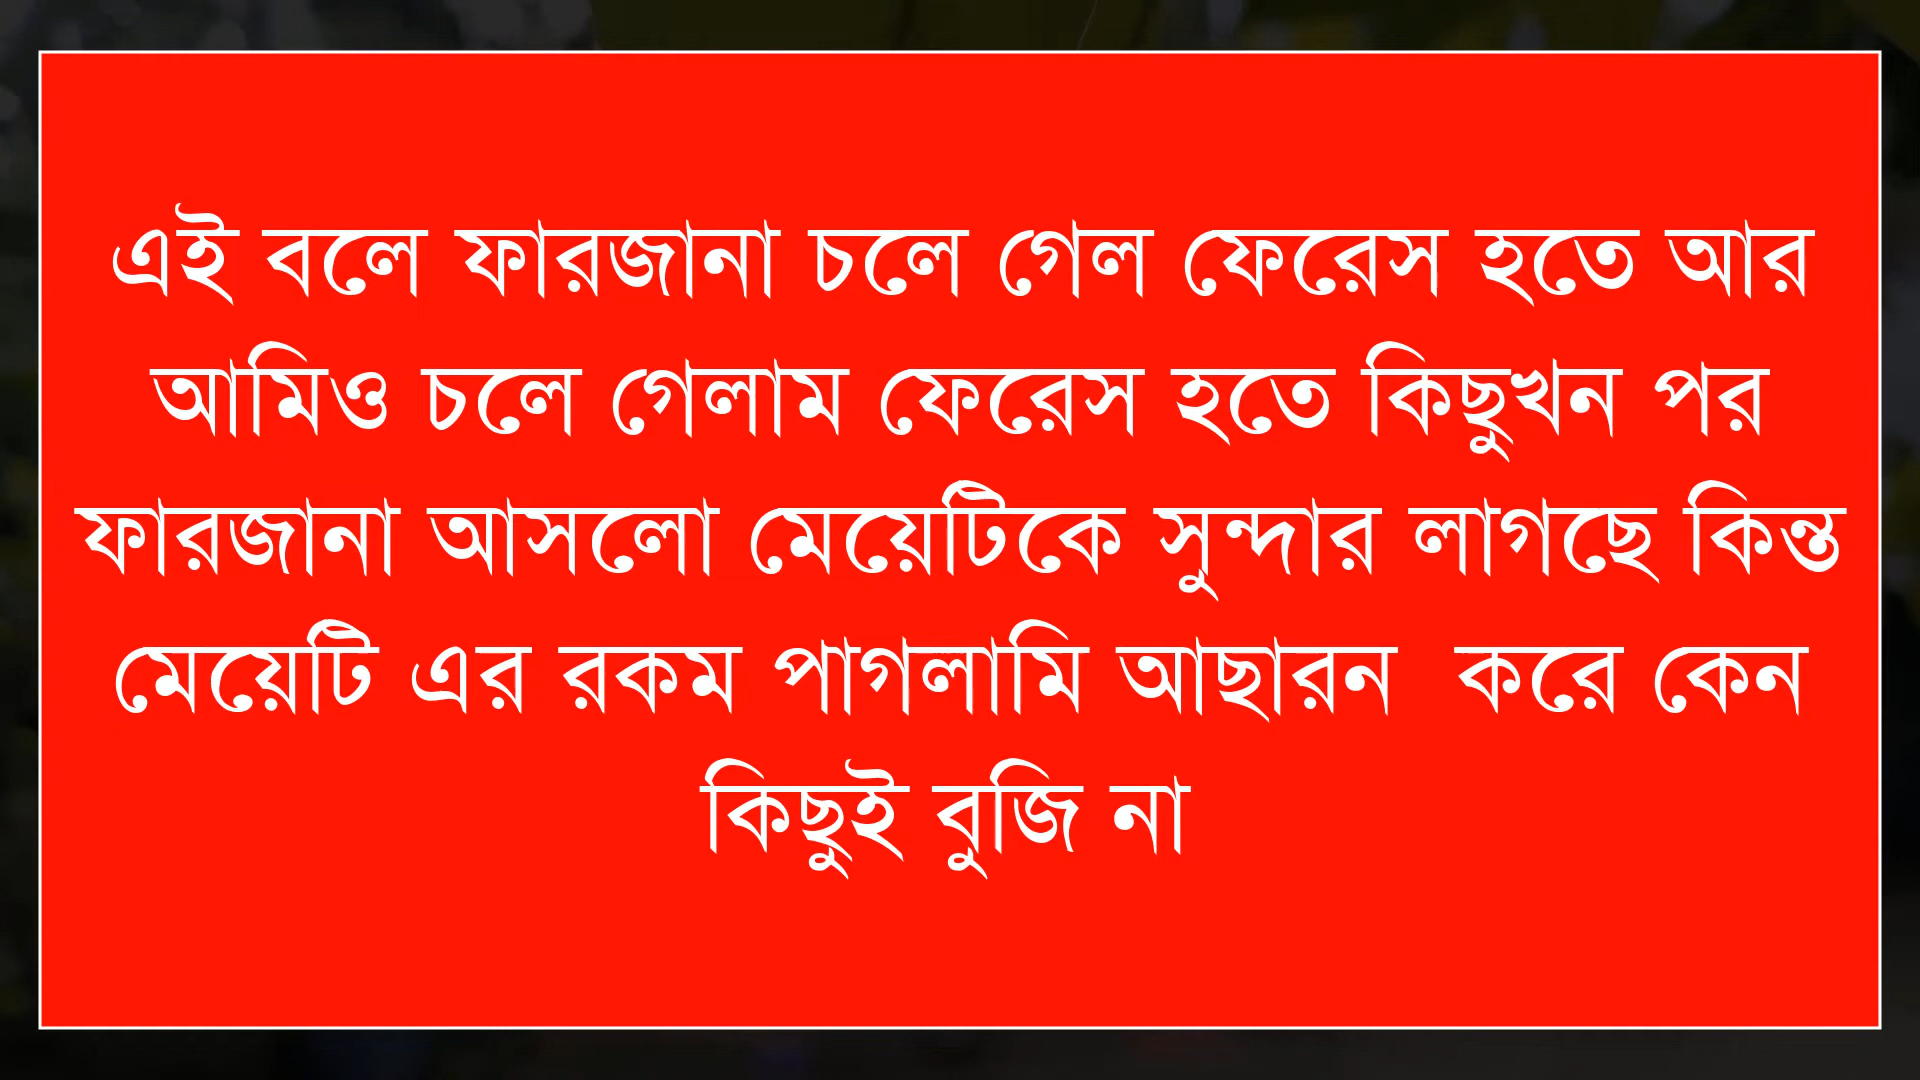 এই বলে ফারজানা চলে গেল ফেরেস হতে আর
আমিও চলে গেলাম ফেরেস হতে কিছুখন পর
ফারজানা আসলো মেয়েটিকে সুন্দার লাগছে কিন্ত
মেয়েটি এর রকম পাগলামি আছারন  করে কেন
কিছুই বুজি না